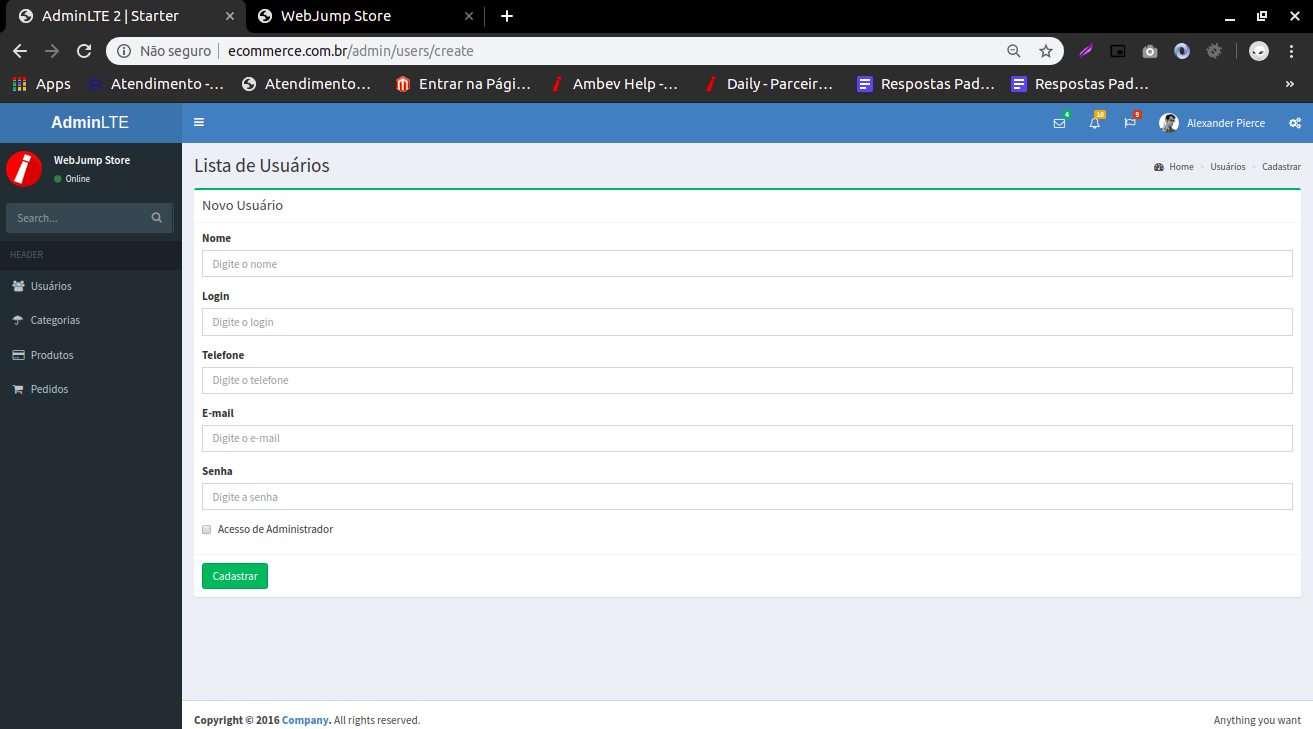 AdminLTE 2 | Starter
WebJump Store
Não seguro
ecommerce.com.br/admin/users/create
Apps
Atendimento -...
Atendimento...
Entrar na Pági...
Ambev Help -...
Daily - Parceir...
Respostas Pad...
Respostas Pad...
»
AdminLTE
4
10
9
Alexander Pierce
WebJump Store
Online
Search...
HEADER
Usuários
Categorias
Produtos
Pedidos
Lista de Usuários
Home > Usuários > Cadastrar
Novo Usuário
Nome
Digite o nome
Login
Digite o login
Telefone
Digite o telefone
E-mail
Digite o e-mail
Senha
Digite a senha
Acesso de Administrador
Cadastrar
Copyright © 2016 Company. All rights reserved.
Anything you want